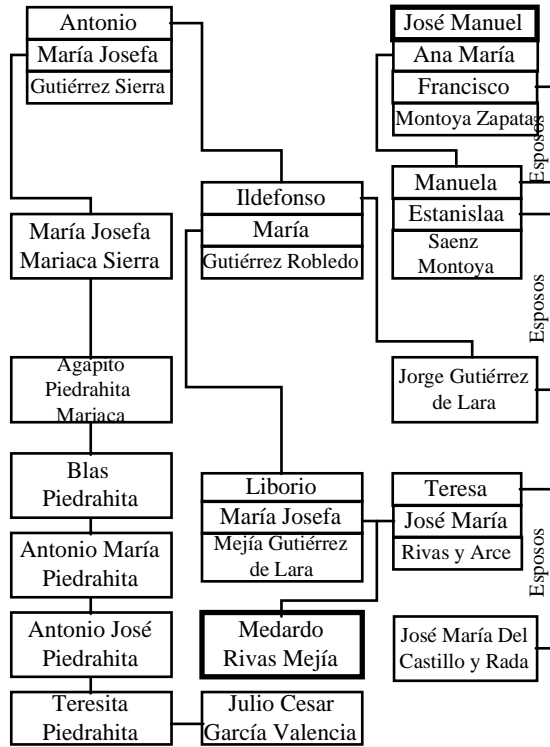 Antonio
María Josefa
Gutiérrez Sierra
José Manuel
Ana María
Francisco
Montoya Zapata
Esposos
Ildefonso
María
Gutiérrez Robledo
Manuela
Estanislaa
Saenz
Montoya
María Josefa
Mariaca Sierra
Esposos
Agapito
Piedrahita
Mariaca
Jorge Gutiérrez
de Lara
Blas
Piedrahita
Liborio
María Josefa
Mejía Gutiérrez
de Lara
Teresa
José María
Rivas y Arce
Esposos
Antonio María
Piedrahita
Antonio José
Piedrahita
Medardo
Rivas Mejía
José María Del
Castillo y Rada
Teresita
Piedrahita
Julio Cesar
García Valencia